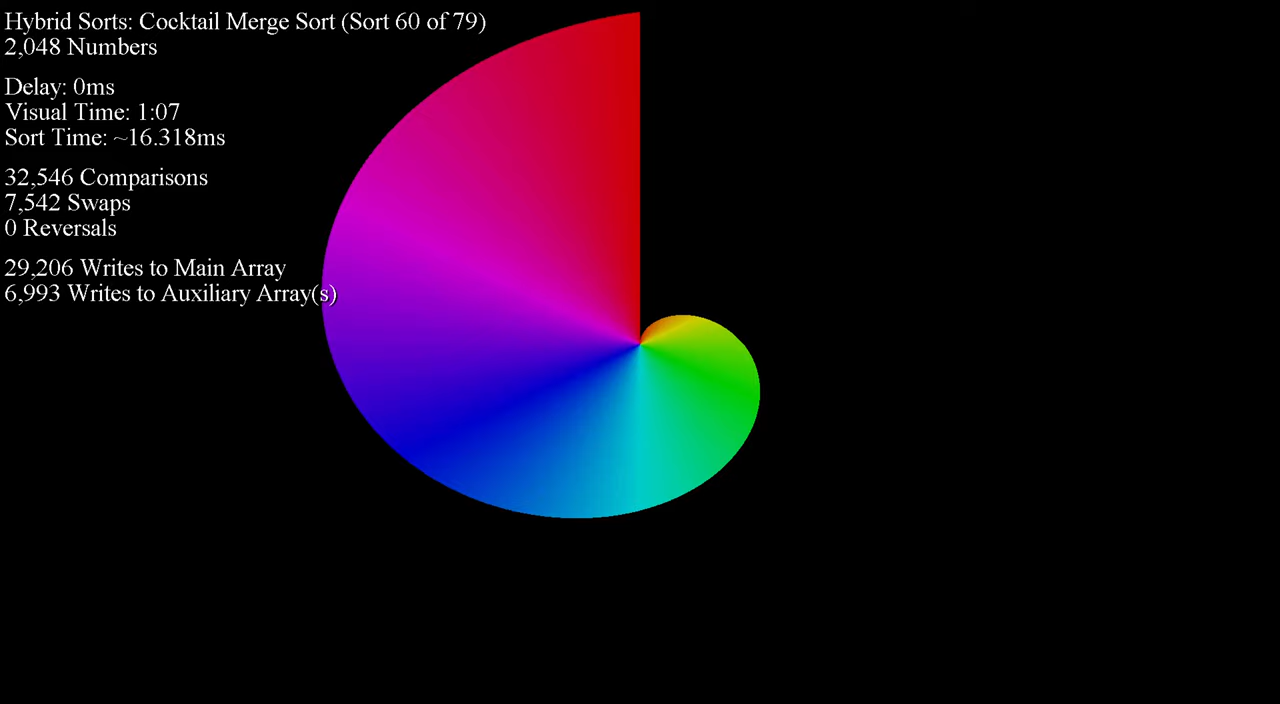 Hybrid Sorts: Cocktail Merge Sort (Sort 60 of 79)
2,048 Numbers
Delay: 0ms
Visual Time: 1:07
Sort Time: ~16.318ms
32,546 Comparisons
7,542 Swaps
0 Reversals
29,206 Writes to Main Array
6,993 Writes to Auxiliary Array(s)